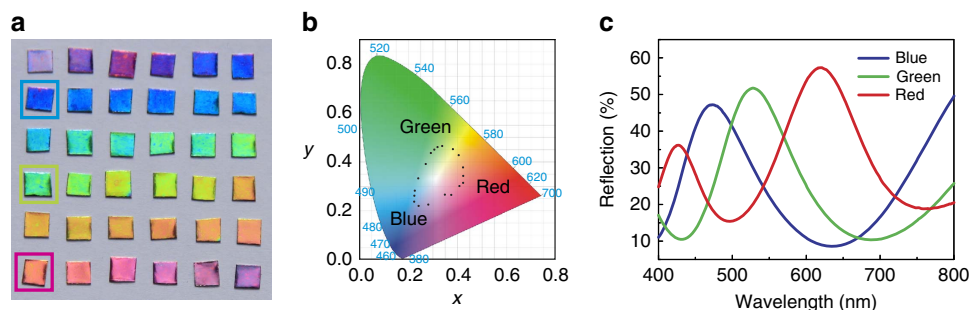 a
b
c
0.8
0.6
y
0.4
0.2
0.0
0.0 0.2 0.4 0.6 0.8
x
520
540
560
500
580
600
620
700
490
480
470
460
380
Green
Red
Blue
60
50
40
30
20
10
Reflection (%)
Blue
Green
Red
400 500 600 700 800
Wavelength (nm)